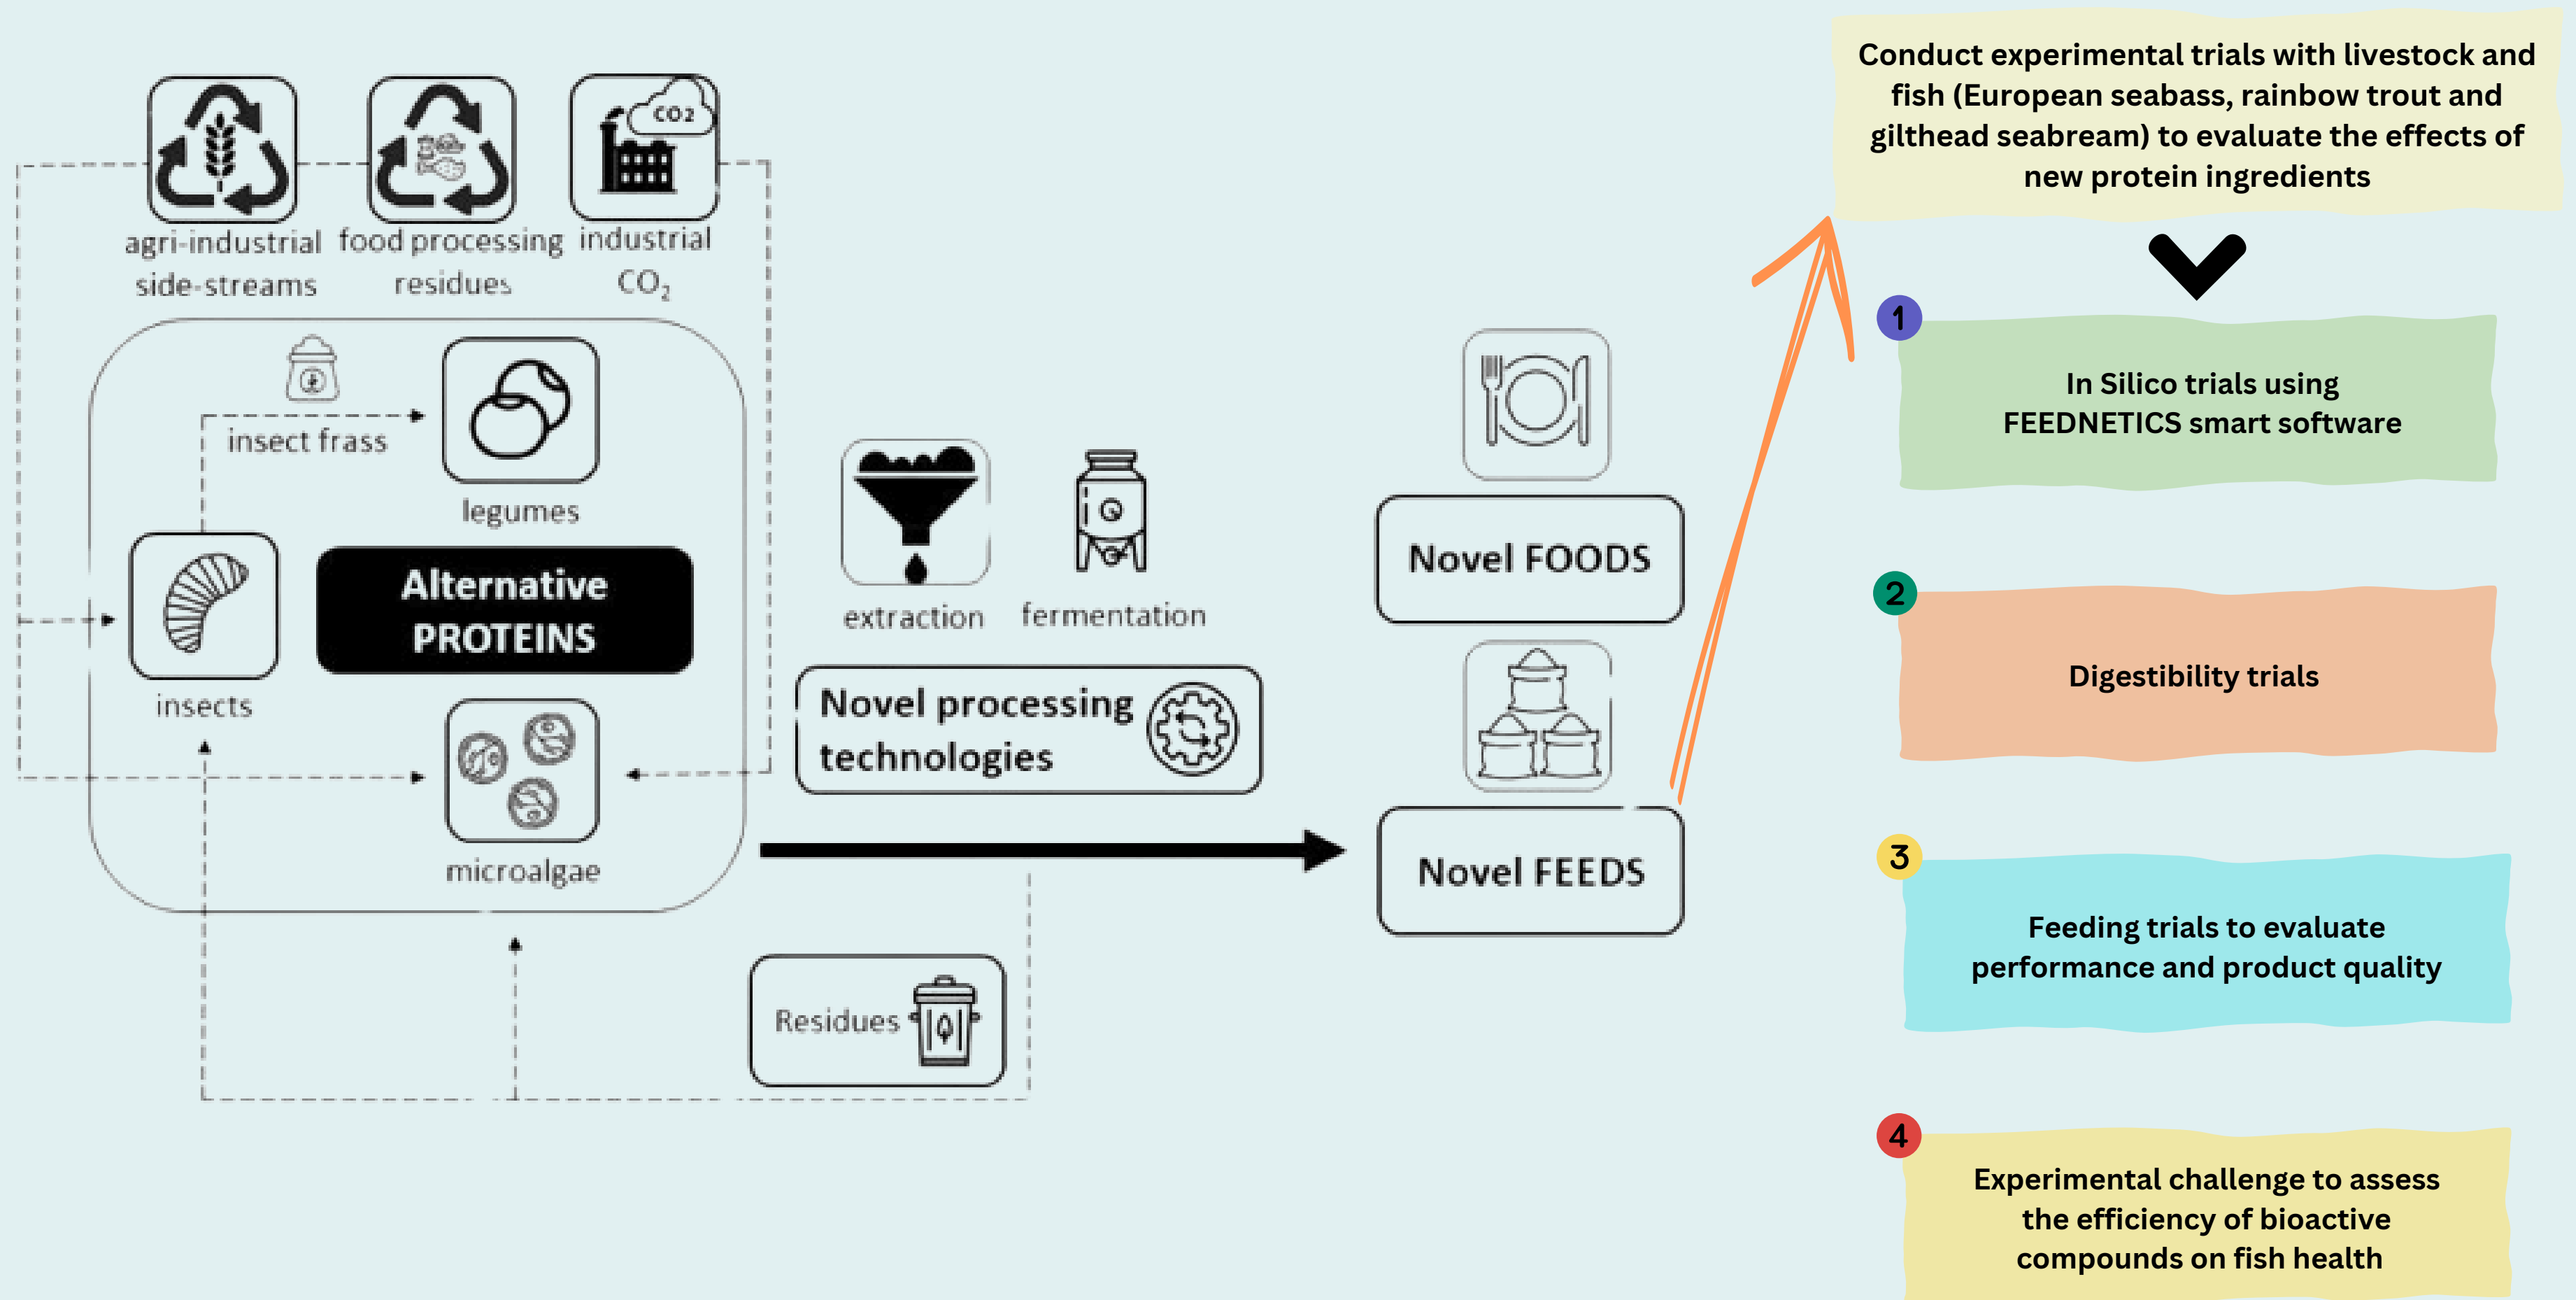 CO2
agri-industrial
side-streams
food processing
residues
industrial
CO₂
insect frass
legumes
Alternative
PROTEINS
insects
microalgae
extraction
fermentation
Novel processing
technologies
Residues
Novel FOODS
Novel FEEDS
Conduct experimental trials with livestock and
fish (European seabass, rainbow trout and
gilthead seabream) to evaluate the effects of
new protein ingredients
1
In Silico trials using
FEEDNETICS smart software
2
Digestibility trials
3
Feeding trials to evaluate
performance and product quality
4
Experimental challenge to assess
the efficiency of bioactive
compounds on fish health